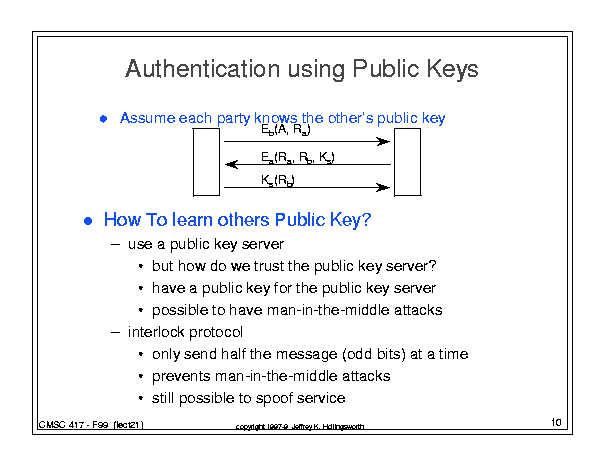 Authentication using Public Keys
● Assume each party knows the other's public key
E_b(A, R_a)
E_a(R_a, R_b, K_s)
K_s(R_b)
● How To learn others Public Key?
– use a public key server
• but how do we trust the public key server?
• have a public key for the public key server
• possible to have man-in-the-middle attacks
– interlock protocol
• only send half the message (odd bits) at a time
• prevents man-in-the-middle attacks
• still possible to spoof service
CMSC 417 - F99 (lect21)
copyright 1997-9 Jeffrey K. Hollingsworth
10